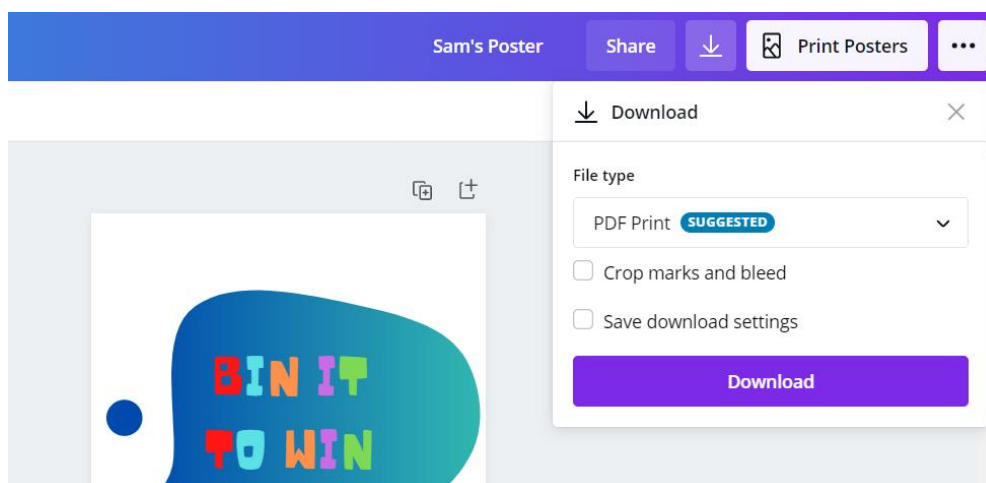 Sam's Poster Share Print Posters
Download
File type
PDF Print SUGGESTED
Crop marks and bleed
Save download settings
Download
BIN IT
TO WIN